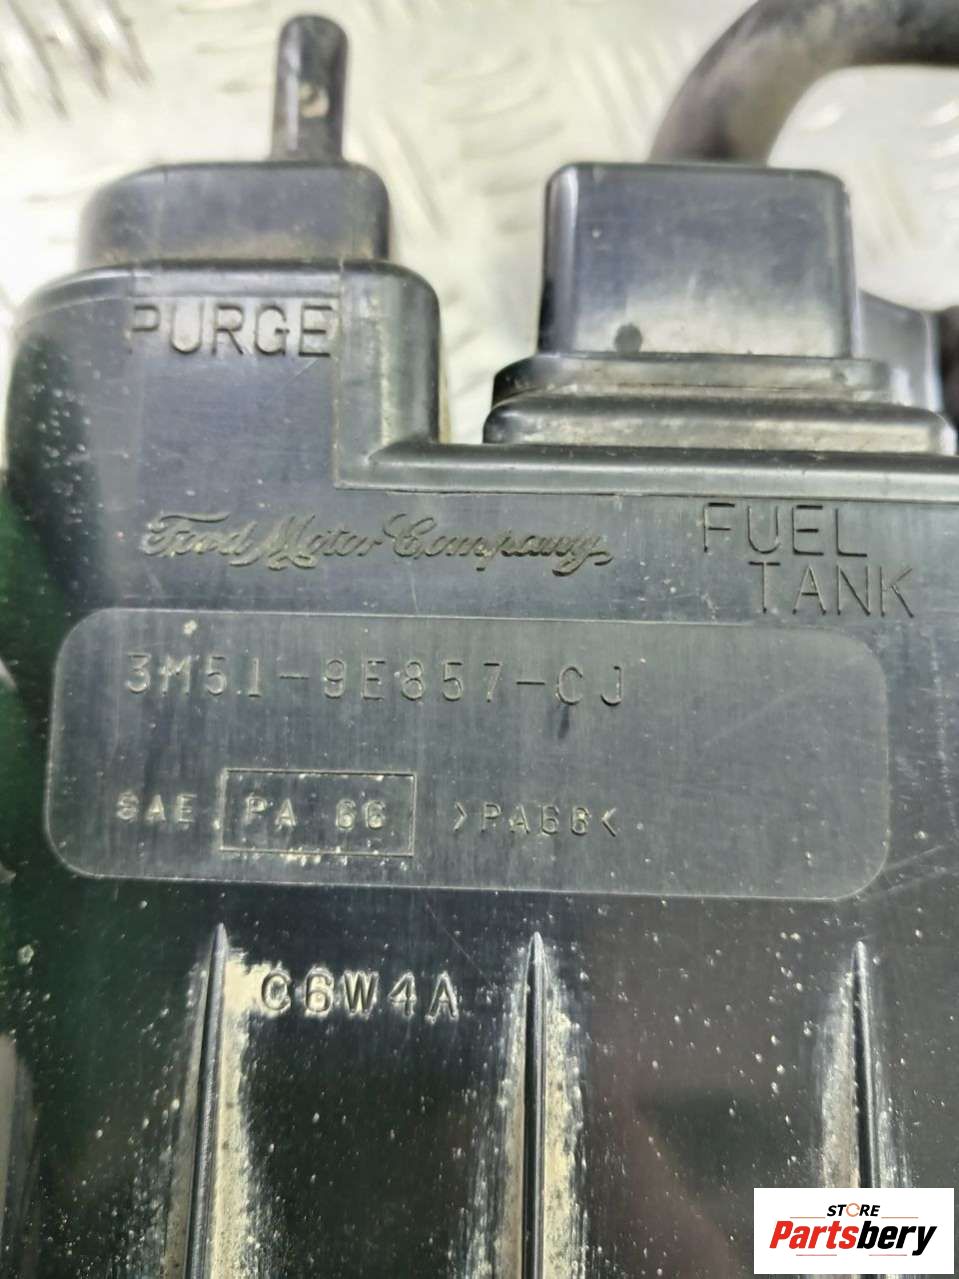 PURGE
Ford Motor Company
FUEL
TANK
3M51-9E857-CJ
SAE PA 66 >PA66<
C6W4A
STORE
Partsbery